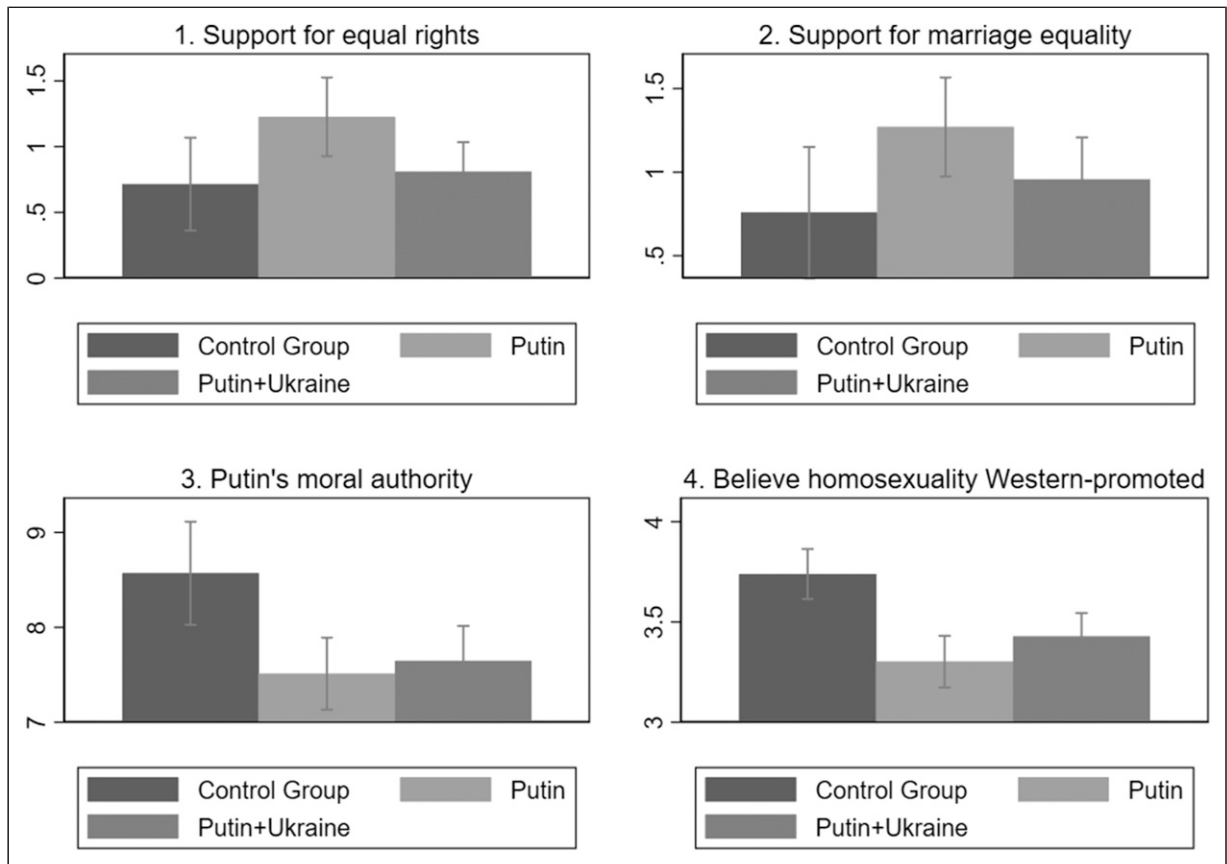 1. Support for equal rights
1.5
1
.5
0
Control Group
Putin
Putin+Ukraine
2. Support for marriage equality
1.5
1
.5
Control Group
Putin
Putin+Ukraine
3. Putin's moral authority
9
8
7
Control Group
Putin
Putin+Ukraine
4. Believe homosexuality Western-promoted
4
3.5
3
Control Group
Putin
Putin+Ukraine